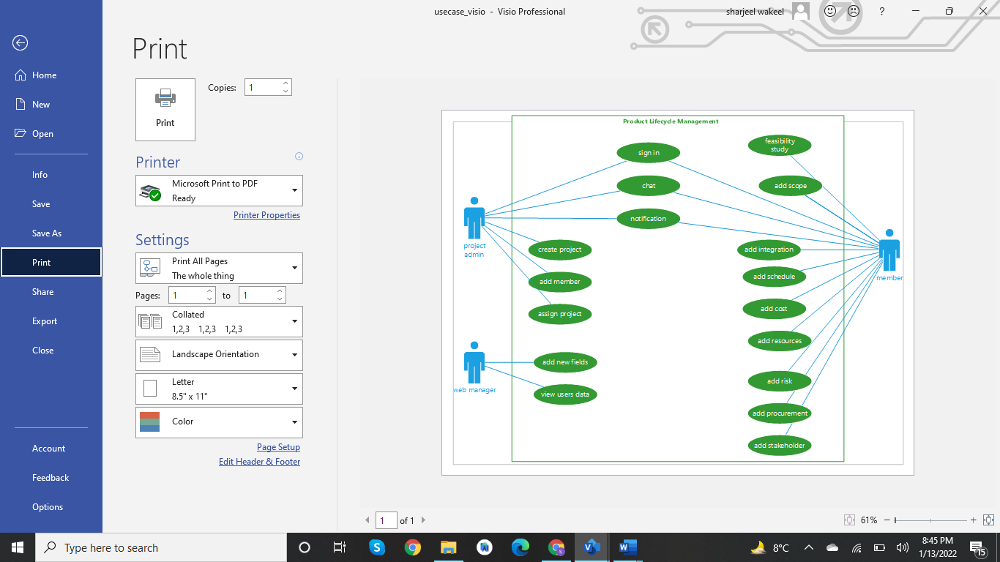 usecase_visio - Visio Professional
sharjeel wakeel
?
Home
New
Open
Info
Save
Save As
Print
Share
Export
Close
Account
Feedback
Options
Print
Print
Copies: 1
Printer
Microsoft Print to PDF
Ready
Printer Properties
Settings
Print All Pages
The whole thing
Pages: 1 to 1
Collated
1,2,3 1,2,3 1,2,3
Landscape Orientation
Letter
8.5" x 11"
Color
Page Setup
Edit Header & Footer
Product Lifecycle Management
sign in
chat
notification
project
admin
create project
add member
assign project
web manager
add new fields
view users data
feasibility
study
add scope
add integration
add schedule
add cost
add resources
add risk
add procurement
add stakeholder
member
1 of 1
61%
Type here to search
8°C
8:45 PM
1/13/2022
15